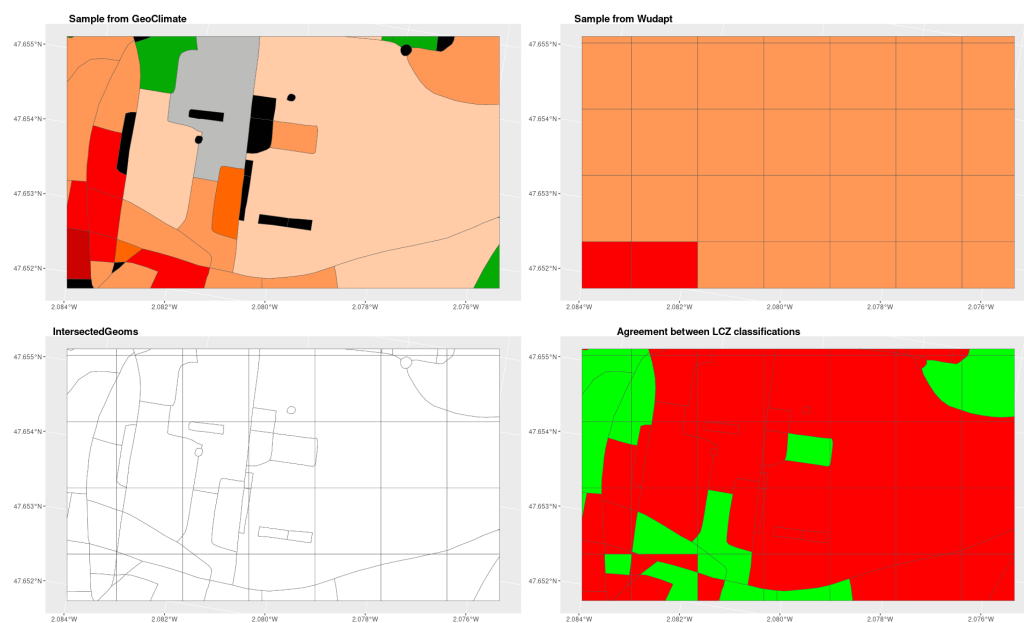 Sample from GeoClimate
47.655°N
47.654°N
47.653°N
47.652°N
2.084°W 2.082°W 2.080°W 2.078°W 2.076°W
Sample from Wudapt
47.655°N
47.654°N
47.653°N
47.652°N
2.084°W 2.082°W 2.080°W 2.078°W 2.076°W
IntersectedGeoms
47.655°N
47.654°N
47.653°N
47.652°N
2.084°W 2.082°W 2.080°W 2.078°W 2.076°W
Agreement between LCZ classifications
47.655°N
47.654°N
47.653°N
47.652°N
2.084°W 2.082°W 2.080°W 2.078°W 2.076°W